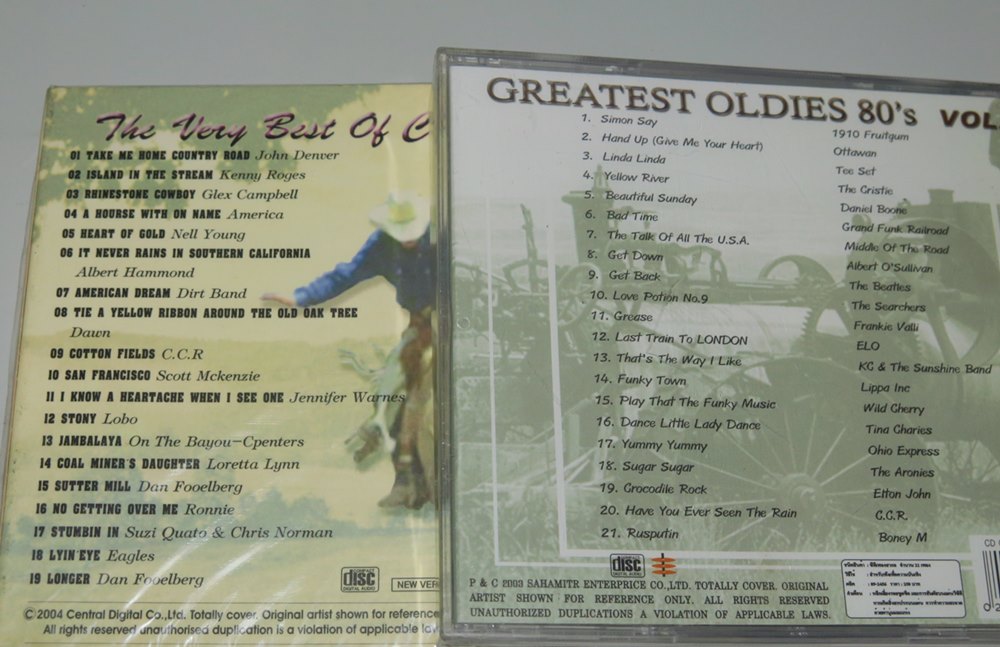 The Very Best Of C
01 TAKE ME HOME COUNTRY ROAD John Denver
02 ISLAND IN THE STREAM Kenny Roges
03 RHINESTONE COWBOY Glex Campbell
04 A HOURSE WITH ON NAME America
05 HEART OF GOLD Nell Young
06 IT NEVER RAINS IN SOUTHERN CALIFORNIA
Albert Hammond
07 AMERICAN DREAM Dirt Band
08 TIE A YELLOW RIBBON AROUND THE OLD OAK TREE
Dawn
09 COTTON FIELDS C.C.R
10 SAN FRANCISCO Scott Mckenzie
11 I KNOW A HEARTACHE WHEN I SEE ONE Jennifer Warnes
12 STONY Lobo
13 JAMBALAYA On The Bayou-Cpenters
14 COAL MINER'S DAUGHTER Loretta Lynn
15 SUTTER MILL Dan Fooelberg
16 NO GETTING OVER ME Ronnie
17 STUMBIN IN Suzi Quato & Chris Norman
18 LYIN'EYE Eagles
19 LONGER Dan Fooelberg
COMPACT disc DIGITAL AUDIO
NEW VER
© 2004 Central Digital Co.,Ltd. Totally cover. Original artist shown for reference
All rights reserved unauthorised duplication is a violation of applicable law
GREATEST OLDIES 80's VOL.
1. Simon Say 1910 Fruitgum
2. Hand Up (Give Me Your Heart) Ottawan
3. Linda Linda Tee Set
4. Yellow River The Cristie
5. Beautiful Sunday Daniel Boone
6. Bad Time Grand Funk Railroad
7. The Talk Of All The U.S.A. Middle Of The Road
8. Get Down Albert O'Sullivan
9. Get Back The Beatles
10. Love Potion No.9 The Searchers
11. Grease Frankie Valli
12. Last Train To LONDON ELO
13. That's The Way I Like KC & The Sunshine Band
14. Funky Town Lippa Inc
15. Play That The Funky Music Wild Cherry
16. Dance Little Lady Dance Tina Charies
17. Yummy Yummy Ohio Express
18. Sugar Sugar The Aronies
19. Crocodile Rock Elton John
20. Have You Ever Seen The Rain C.C.R.
21. Rusputin Boney M
COMPACT disc DIGITAL AUDIO
CD
P & C 2003 SAHAMITR ENTERPRICE CO.,LTD. TOTALLY COVER. ORIGINAL
ARTIST SHOWN FOR REFERENCE ONLY. ALL RIGHTS RESERVED
UNAUTHORIZED DUPLICATIONS A VIOLATION OF APPLICABLE LAWS.